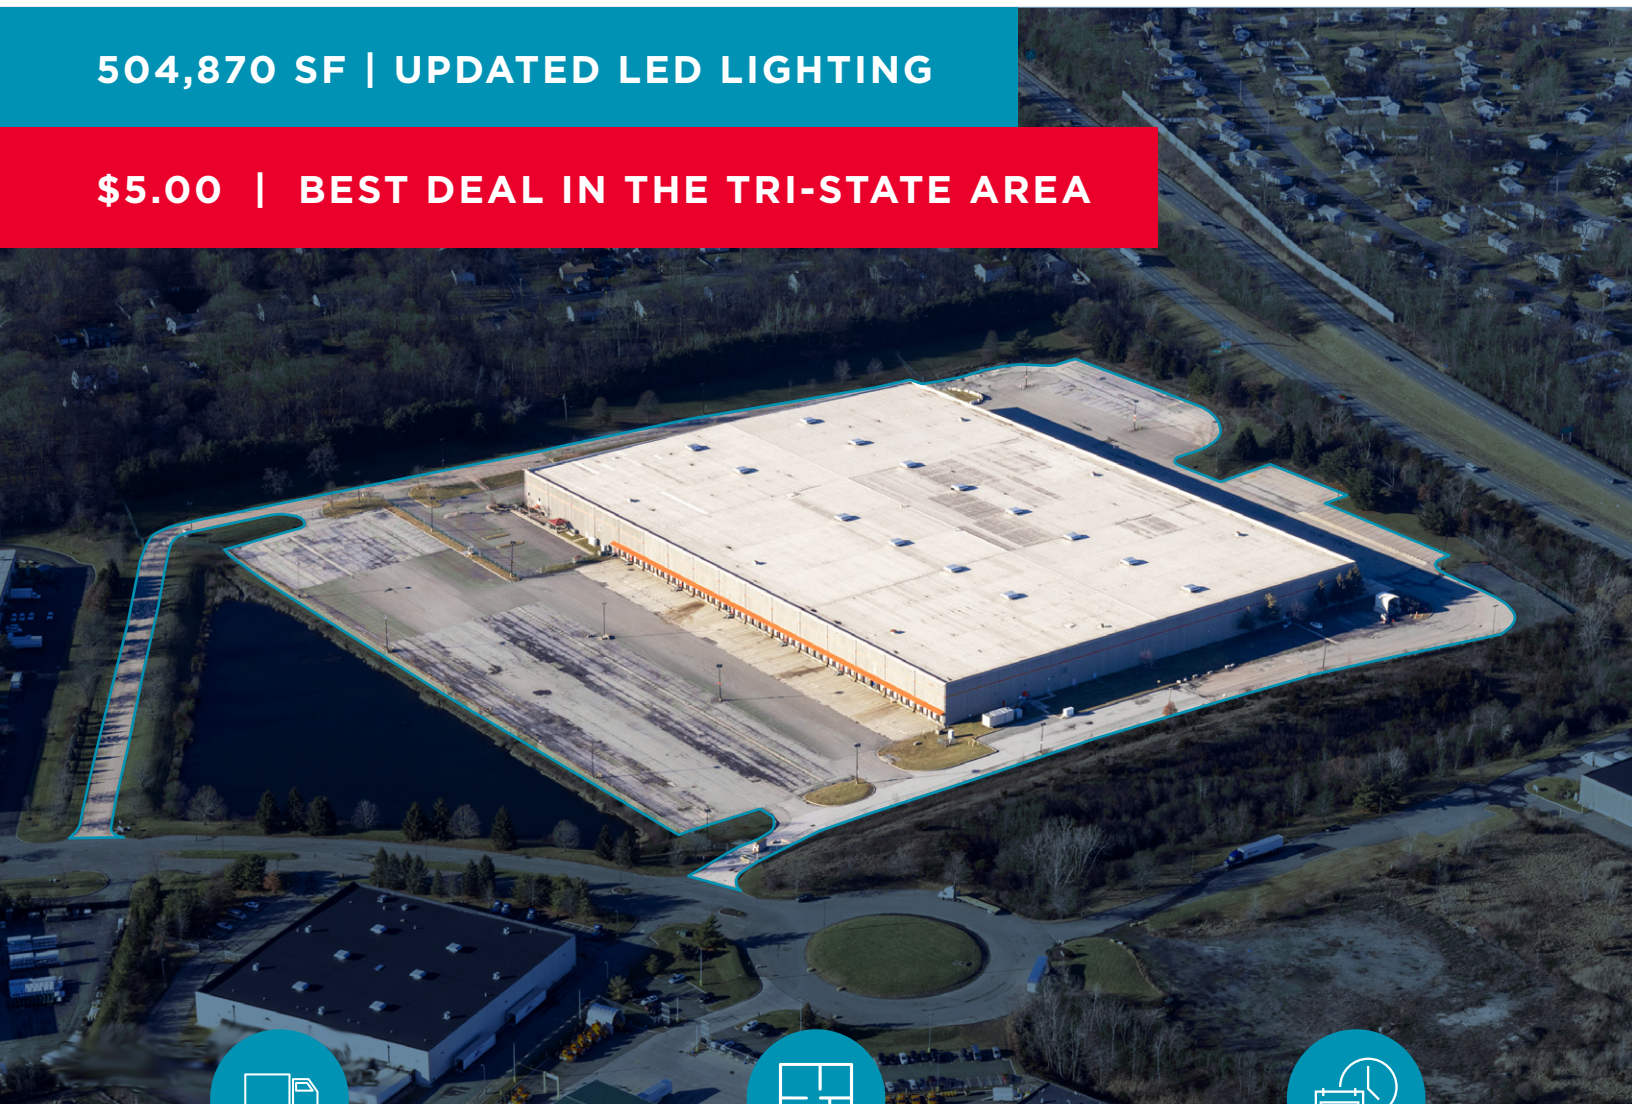 504,870 SF | UPDATED LED LIGHTING
$5.00 | BEST DEAL IN THE TRI-STATE AREA